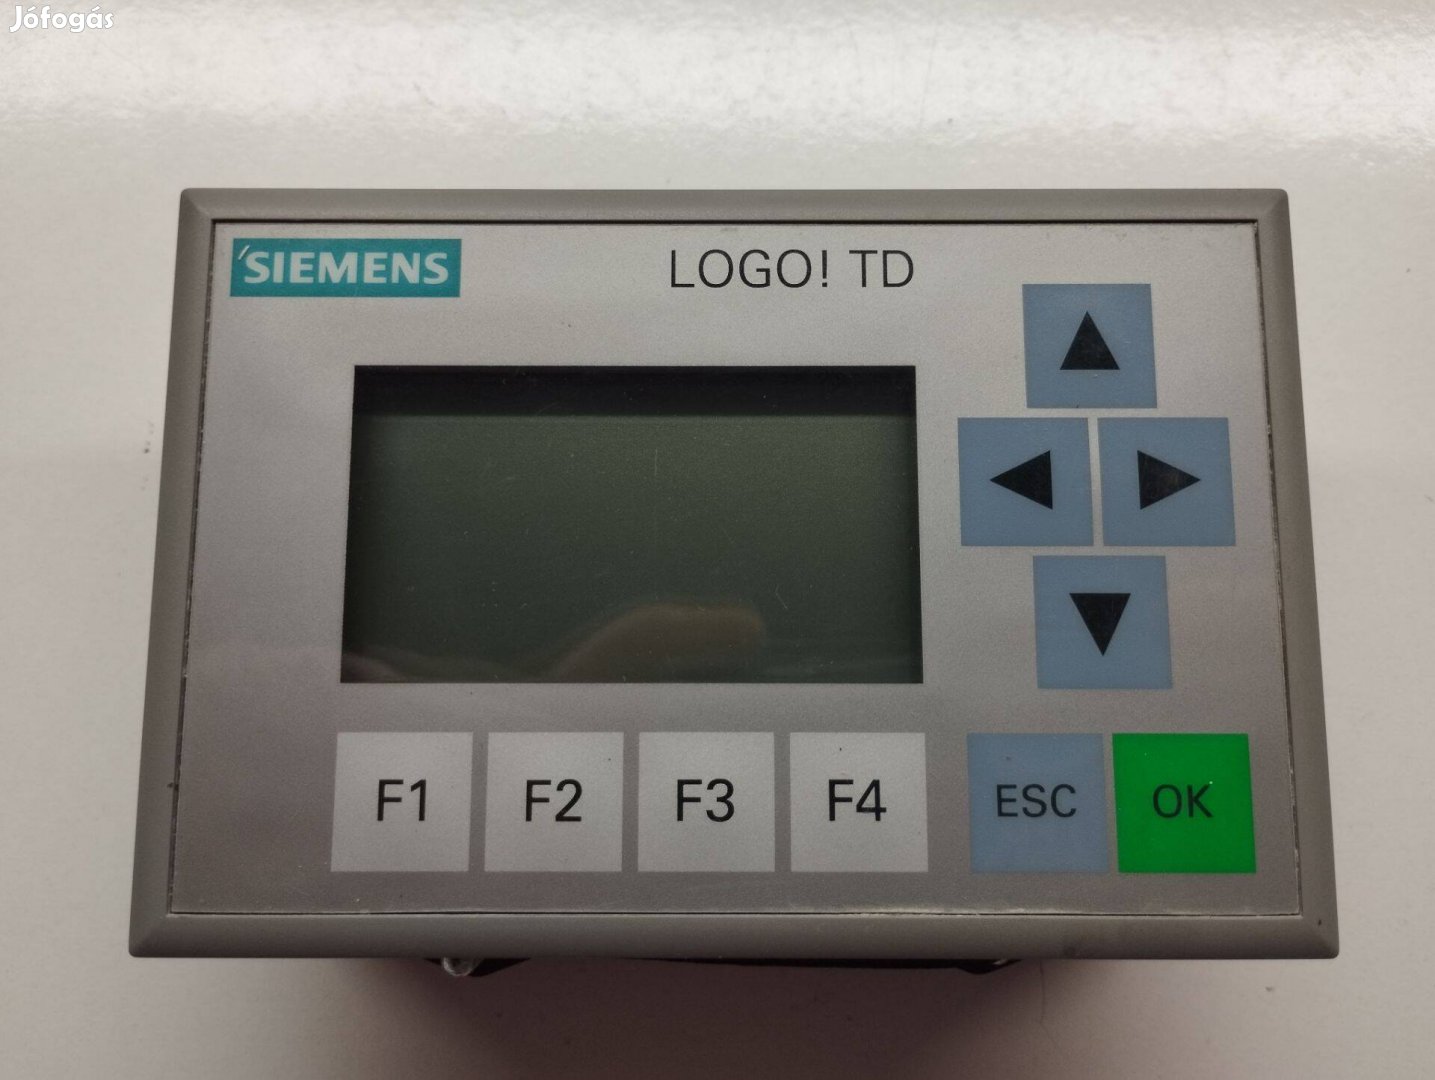 Jófogás
SIEMENS
LOGO! TD
F1 F2 F3 F4 ESC OK